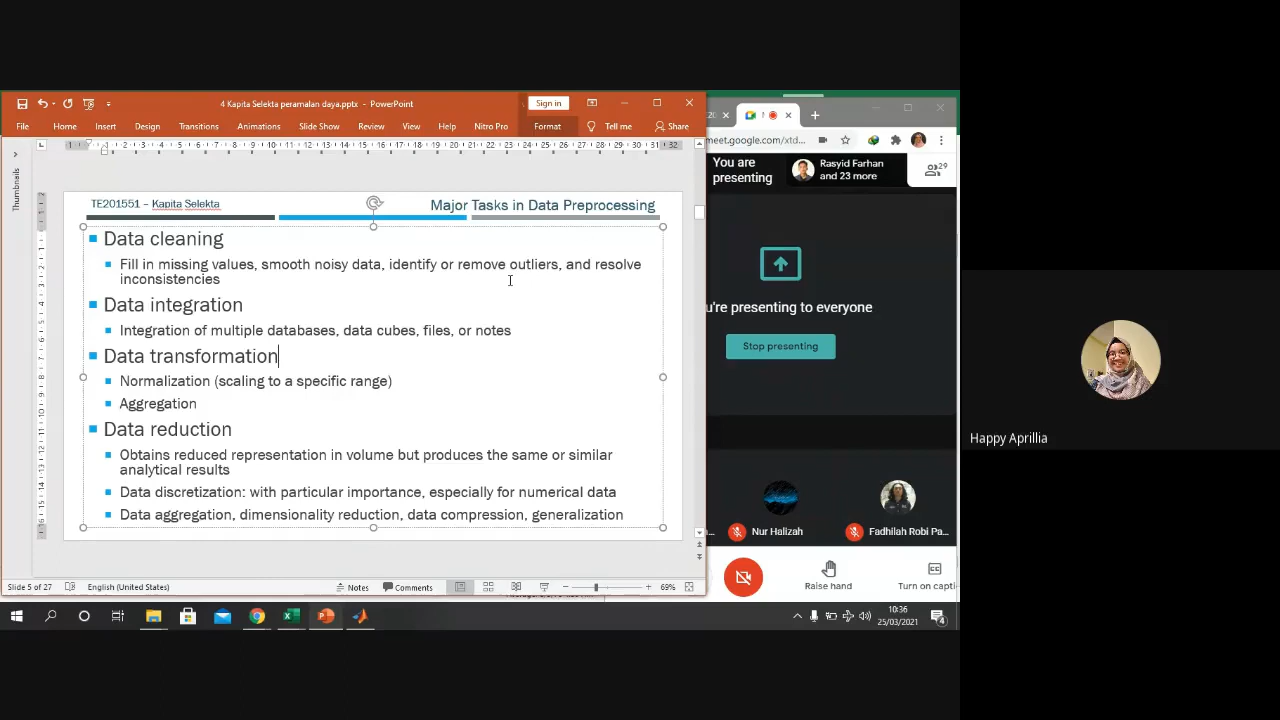 4 Kapita Selekta peramalan daya.pptx - PowerPoint
Sign in
File Home Insert Design Transitions Animations Slide Show Review View Help Nitro Pro Format Tell me Share
Thumbnails
TE201551 – Kapita Selekta
Major Tasks in Data Preprocessing
Data cleaning
Fill in missing values, smooth noisy data, identify or remove outliers, and resolve
inconsistencies
Data integration
Integration of multiple databases, data cubes, files, or notes
Data transformation
Normalization (scaling to a specific range)
Aggregation
Data reduction
Obtains reduced representation in volume but produces the same or similar
analytical results
Data discretization: with particular importance, especially for numerical data
Data aggregation, dimensionality reduction, data compression, generalization
Slide 5 of 27
English (United States)
Notes
Comments
69%
meet.google.com/xtd
You are
presenting
Rasyid Farhan
and 23 more
29
u're presenting to everyone
Stop presenting
Nur Halizah
Fadhilah Robi Pa...
Raise hand
Turn on capti
10:36
25/03/2021
4
Happy Aprillia